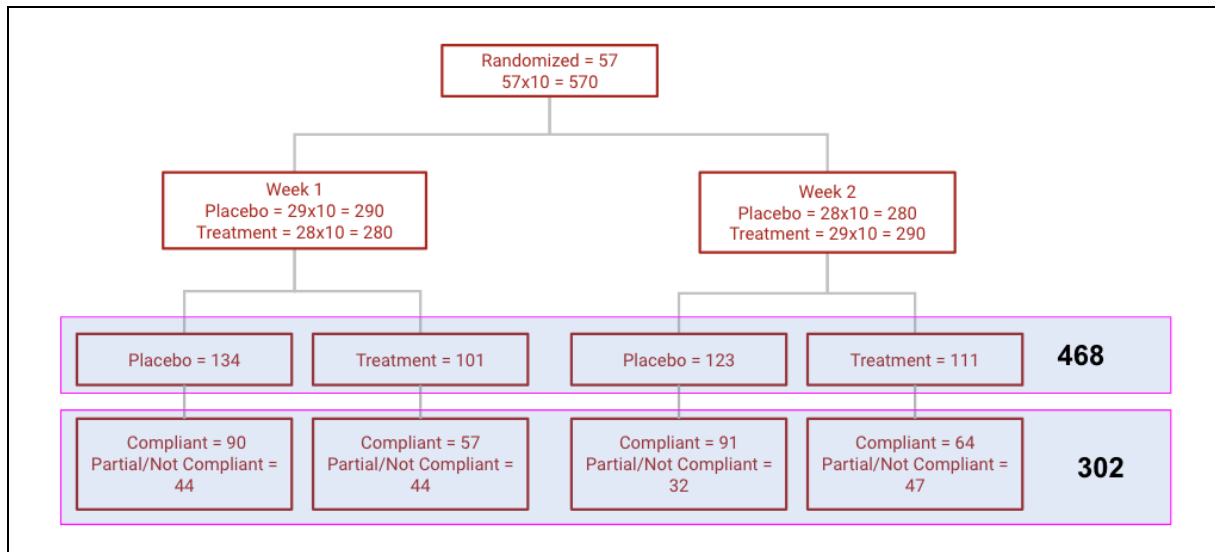 Randomized = 57
57x10 = 570
Week 1
Placebo = 29x10 = 290
Treatment = 28x10 = 280
Week 2
Placebo = 28x10 = 280
Treatment = 29x10 = 290
Placebo = 134
Treatment = 101
Placebo = 123
Treatment = 111
468
Compliant = 90
Partial/Not Compliant =
44
Compliant = 57
Partial/Not Compliant =
44
Compliant = 91
Partial/Not Compliant =
32
Compliant = 64
Partial/Not Compliant =
47
302